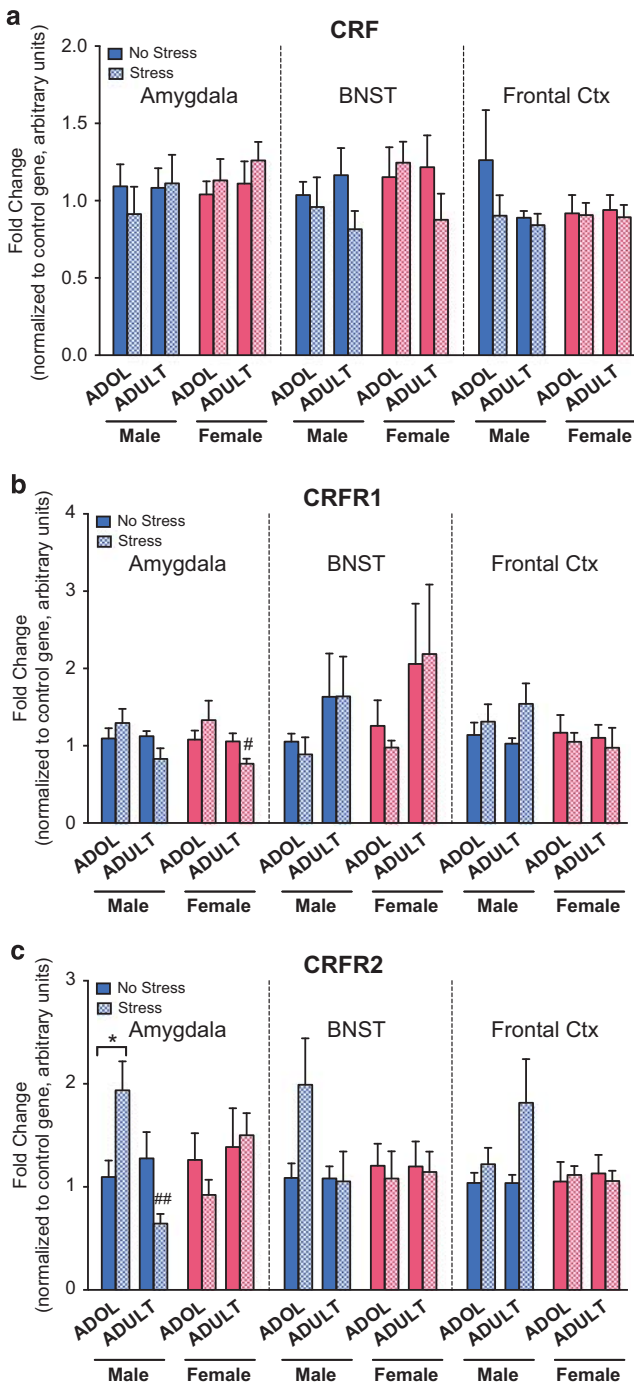 a
CRF
No Stress
Stress
Amygdala
BNST
Frontal Ctx
Fold Change
(normalized to control gene, arbitrary units)
2.0
1.5
1.0
0.5
0.0
ADOL ADULT ADOL ADULT ADOL ADULT ADOL ADULT ADOL ADULT ADOL ADULT
Male Female Male Female Male Female
b
CRFR1
No Stress
Stress
Amygdala
BNST
Frontal Ctx
Fold Change
(normalized to control gene, arbitrary units)
4
3
2
1
0
#
ADOL ADULT ADOL ADULT ADOL ADULT ADOL ADULT ADOL ADULT ADOL ADULT
Male Female Male Female Male Female
c
CRFR2
No Stress
Stress
Amygdala
BNST
Frontal Ctx
Fold Change
(normalized to control gene, arbitrary units)
3
2
1
0
*
##
ADOL ADULT ADOL ADULT ADOL ADULT ADOL ADULT ADOL ADULT ADOL ADULT
Male Female Male Female Male Female